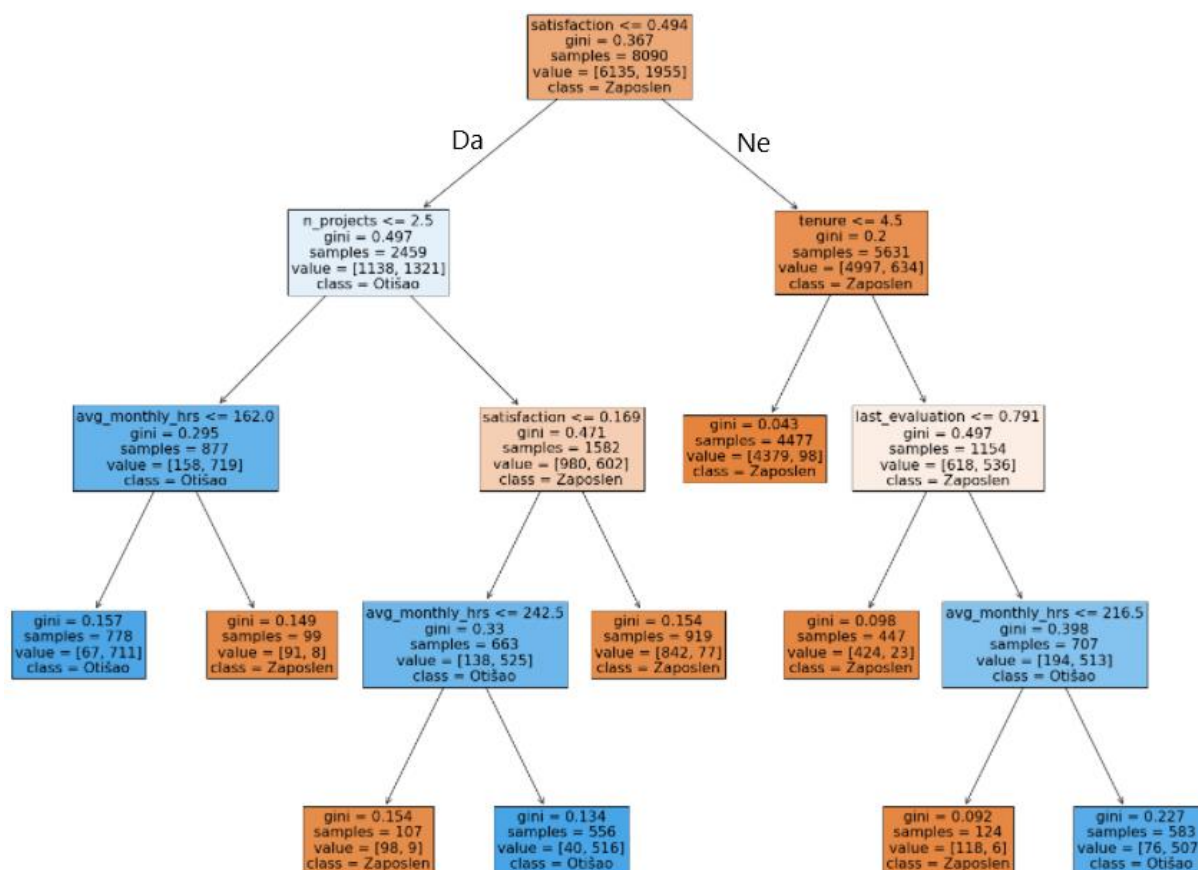 satisfaction <= 0.494
gini = 0.367
samples = 8090
value = [6135, 1955]
class = Zaposlen
Da
Ne
n_projects <= 2.5
gini = 0.497
samples = 2459
value = [1138, 1321]
class = Otišao
tenure <= 4.5
gini = 0.2
samples = 5631
value = [4997, 634]
class = Zaposlen
avg_monthly_hrs <= 162.0
gini = 0.295
samples = 877
value = [158, 719]
class = Otišao
satisfaction <= 0.169
gini = 0.471
samples = 1582
value = [980, 602]
class = Zaposlen
gini = 0.043
samples = 4477
value = [4379, 98]
class = Zaposlen
last_evaluation <= 0.791
gini = 0.497
samples = 1154
value = [618, 536]
class = Zaposlen
gini = 0.157
samples = 778
value = [67, 711]
class = Otišao
gini = 0.149
samples = 99
value = [91, 8]
class = Zaposlen
avg_monthly_hrs <= 242.5
gini = 0.33
samples = 663
value = [138, 525]
class = Otišao
gini = 0.154
samples = 919
value = [842, 77]
class = Zaposlen
gini = 0.098
samples = 447
value = [424, 23]
class = Zaposlen
avg_monthly_hrs <= 216.5
gini = 0.398
samples = 707
value = [194, 513]
class = Otišao
gini = 0.154
samples = 107
value = [98, 9]
class = Zaposlen
gini = 0.134
samples = 556
value = [40, 516]
class = Otišao
gini = 0.092
samples = 124
value = [118, 6]
class = Zaposlen
gini = 0.227
samples = 583
value = [76, 507]
class = Otišao